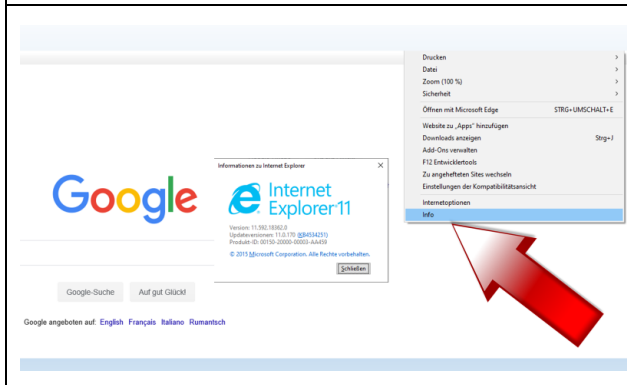 Drucken
Datei
Zoom (100 %)
Sicherheit
Öffnen mit Microsoft Edge STRG+UMSCHALT+E
Website zu „Apps" hinzufügen
Downloads anzeigen Strg+J
Add-Ons verwalten
F12 Entwicklertools
Zu angehefteten Sites wechseln
Einstellungen der Kompatibilitätsansicht
Internetoptionen
Info
Informationen zu Internet Explorer
Internet
Explorer 11
Version: 11.592.18362.0
Updateversionen: 11.0.170 (KB4534251)
Produkt-ID: 00150-20000-00003-AA459
© 2015 Microsoft Corporation. Alle Rechte vorbehalten.
Schließen
Google
Google-Suche Auf gut Glück!
Google angeboten auf: English Français Italiano Rumantsch